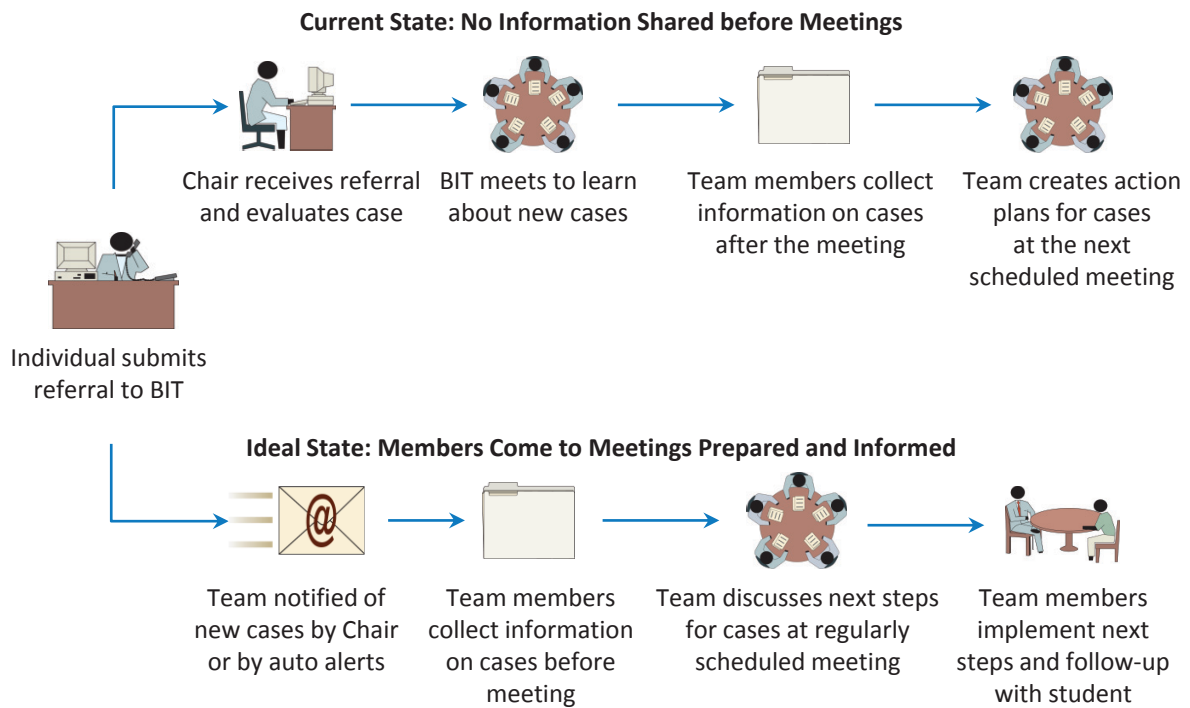 Current State: No Information Shared before Meetings
Chair receives referral
and evaluates case
BIT meets to learn
about new cases
Team members collect
information on cases
after the meeting
Team creates action
plans for cases
at the next
scheduled meeting
Individual submits
referral to BIT
Ideal State: Members Come to Meetings Prepared and Informed
@
Team notified of
new cases by Chair
or by auto alerts
Team members
collect information
on cases before
meeting
Team discusses next steps
for cases at regularly
scheduled meeting
Team members
implement next
steps and follow-up
with student